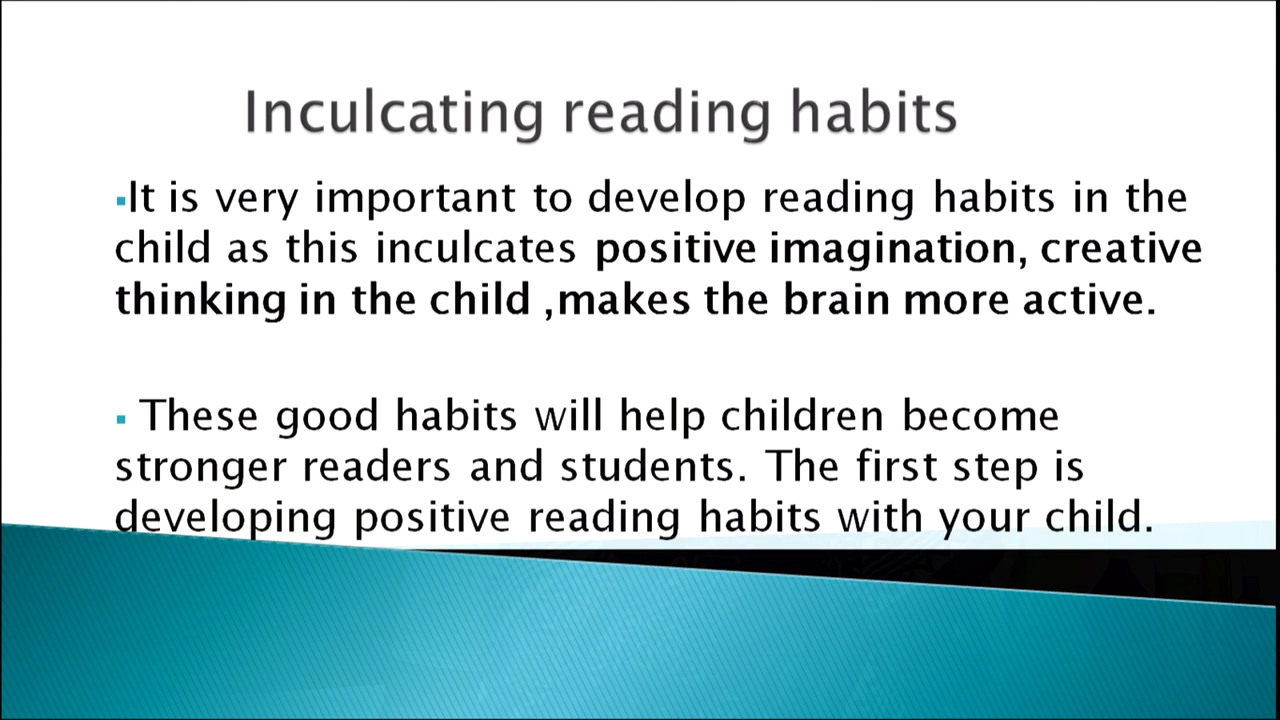 Inculcating reading habits
▪It is very important to develop reading habits in the
child as this inculcates positive imagination, creative
thinking in the child ,makes the brain more active.
▪ These good habits will help children become
stronger readers and students. The first step is
developing positive reading habits with your child.